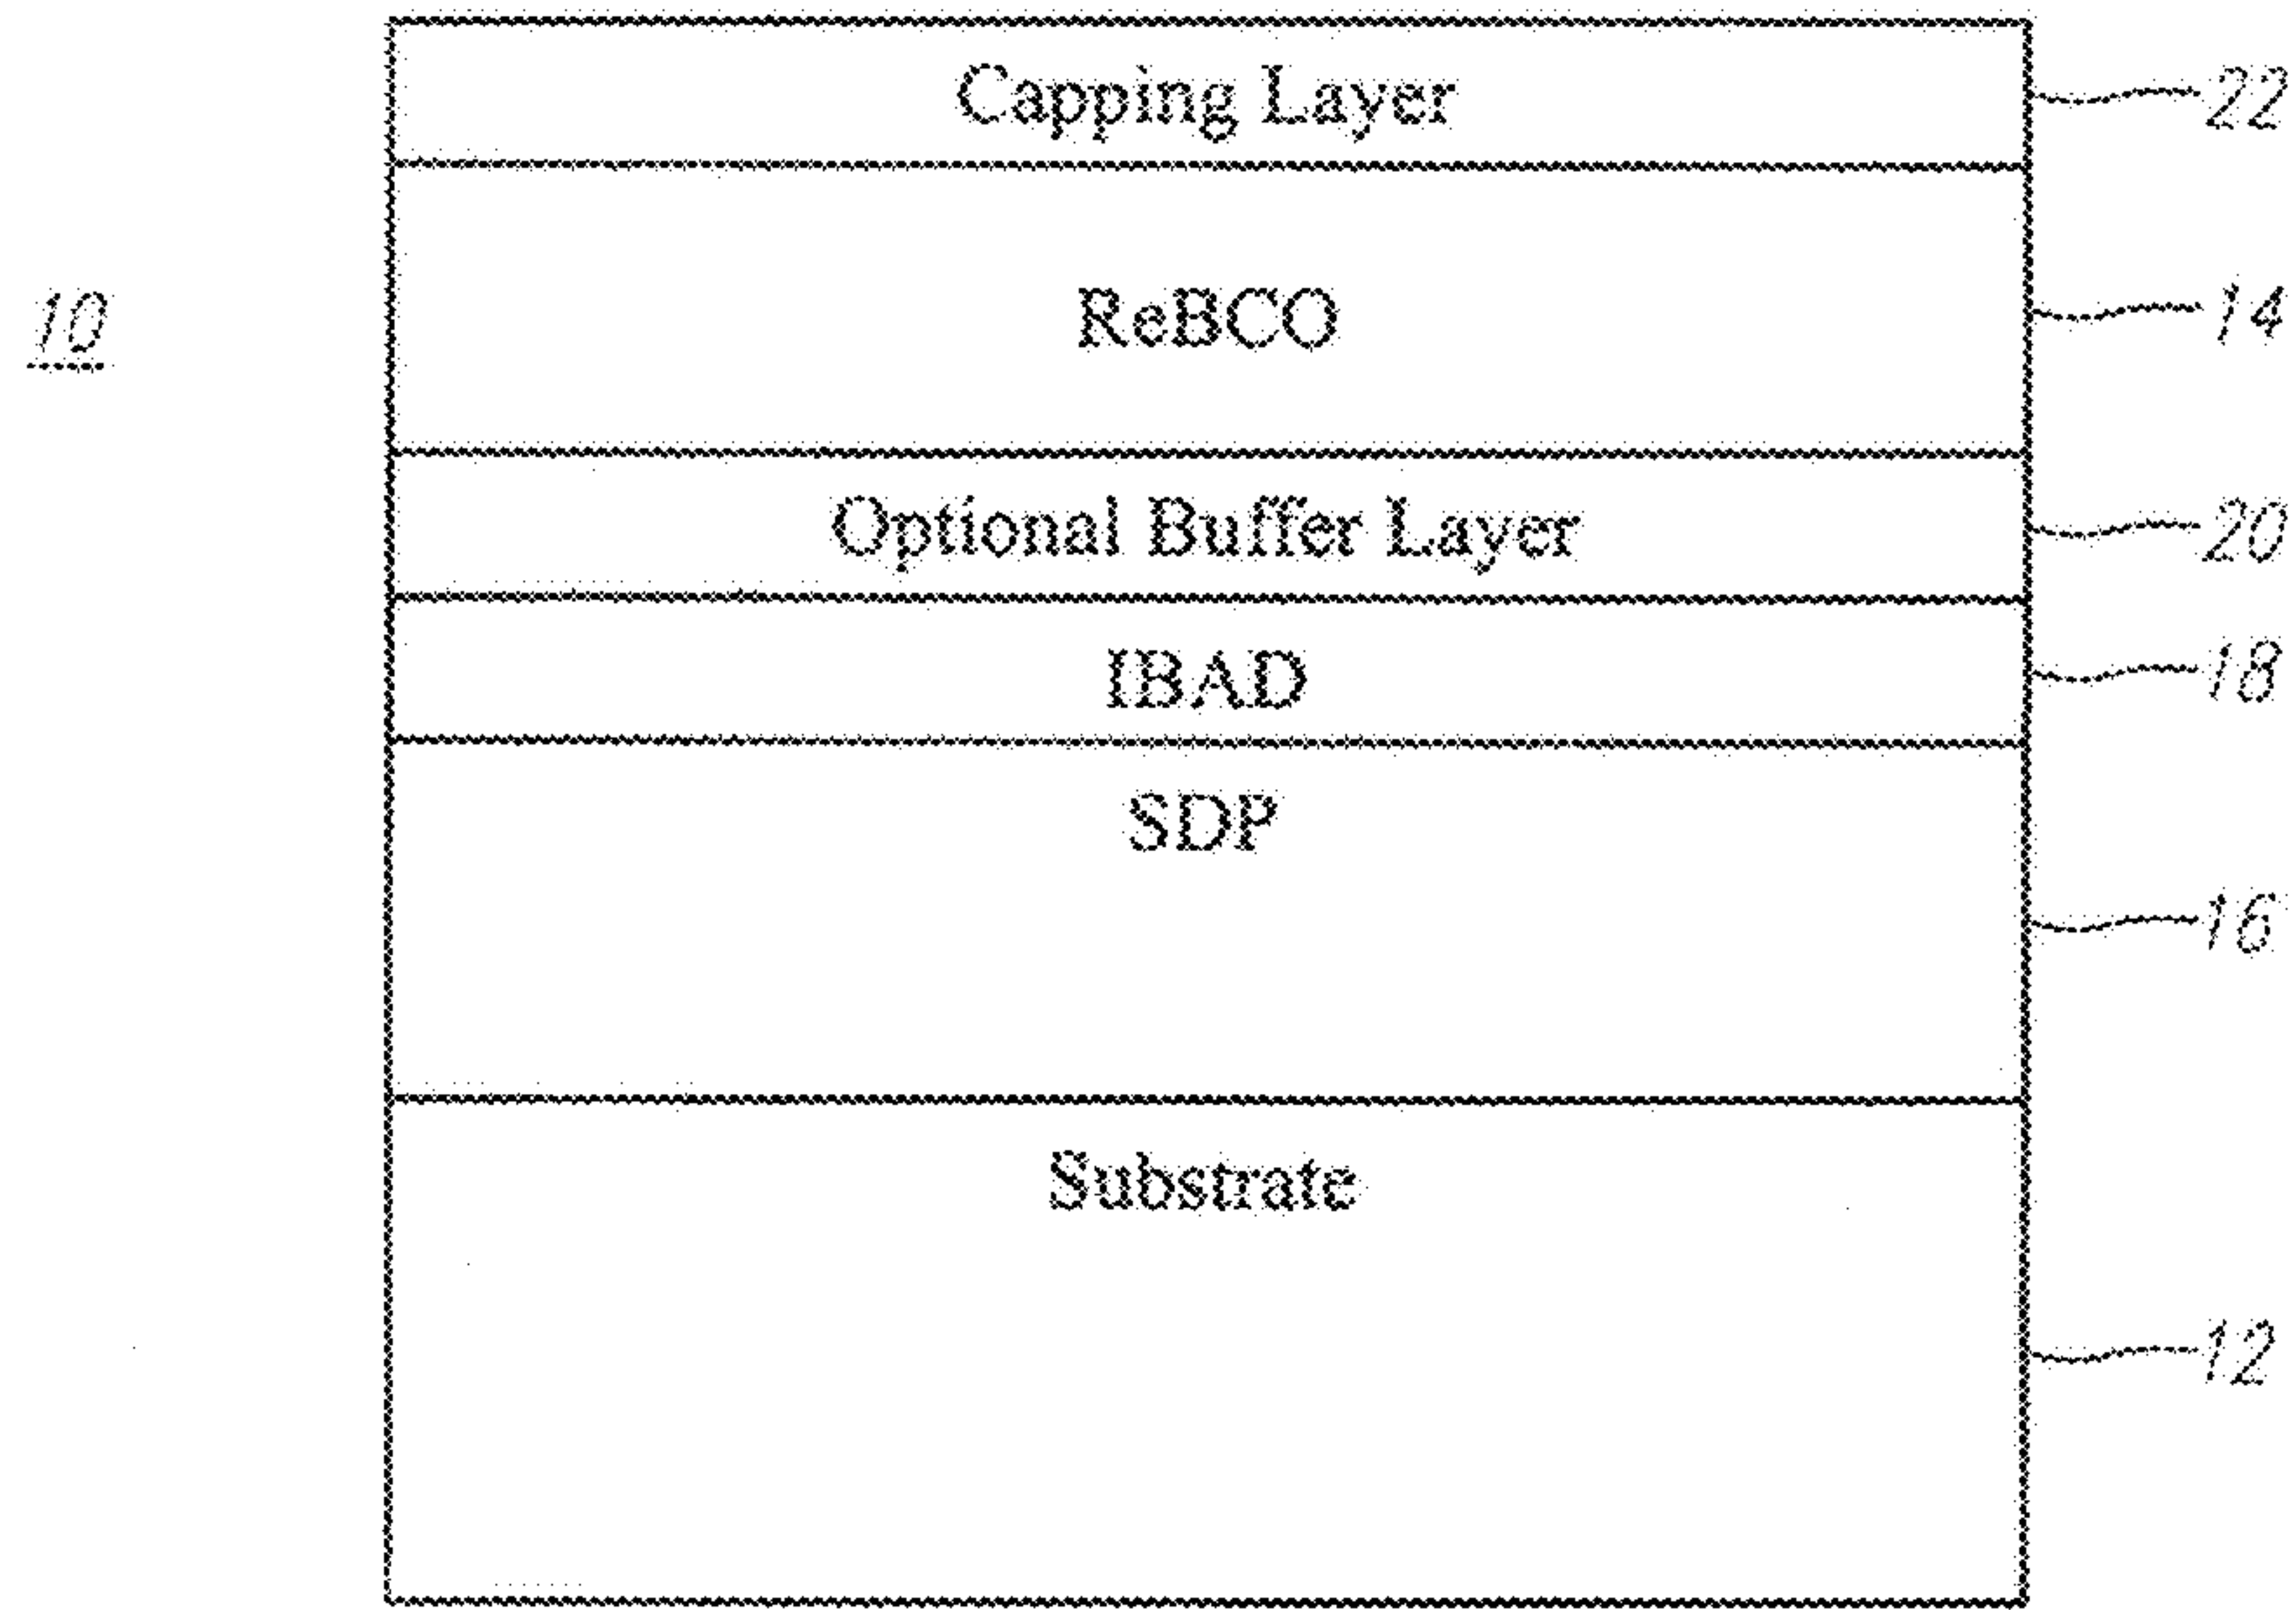 Capping Layer 22
10
ReBCO 14
Optional Buffer Layer 20
IBAD 18
SDP
16
Substrate
12